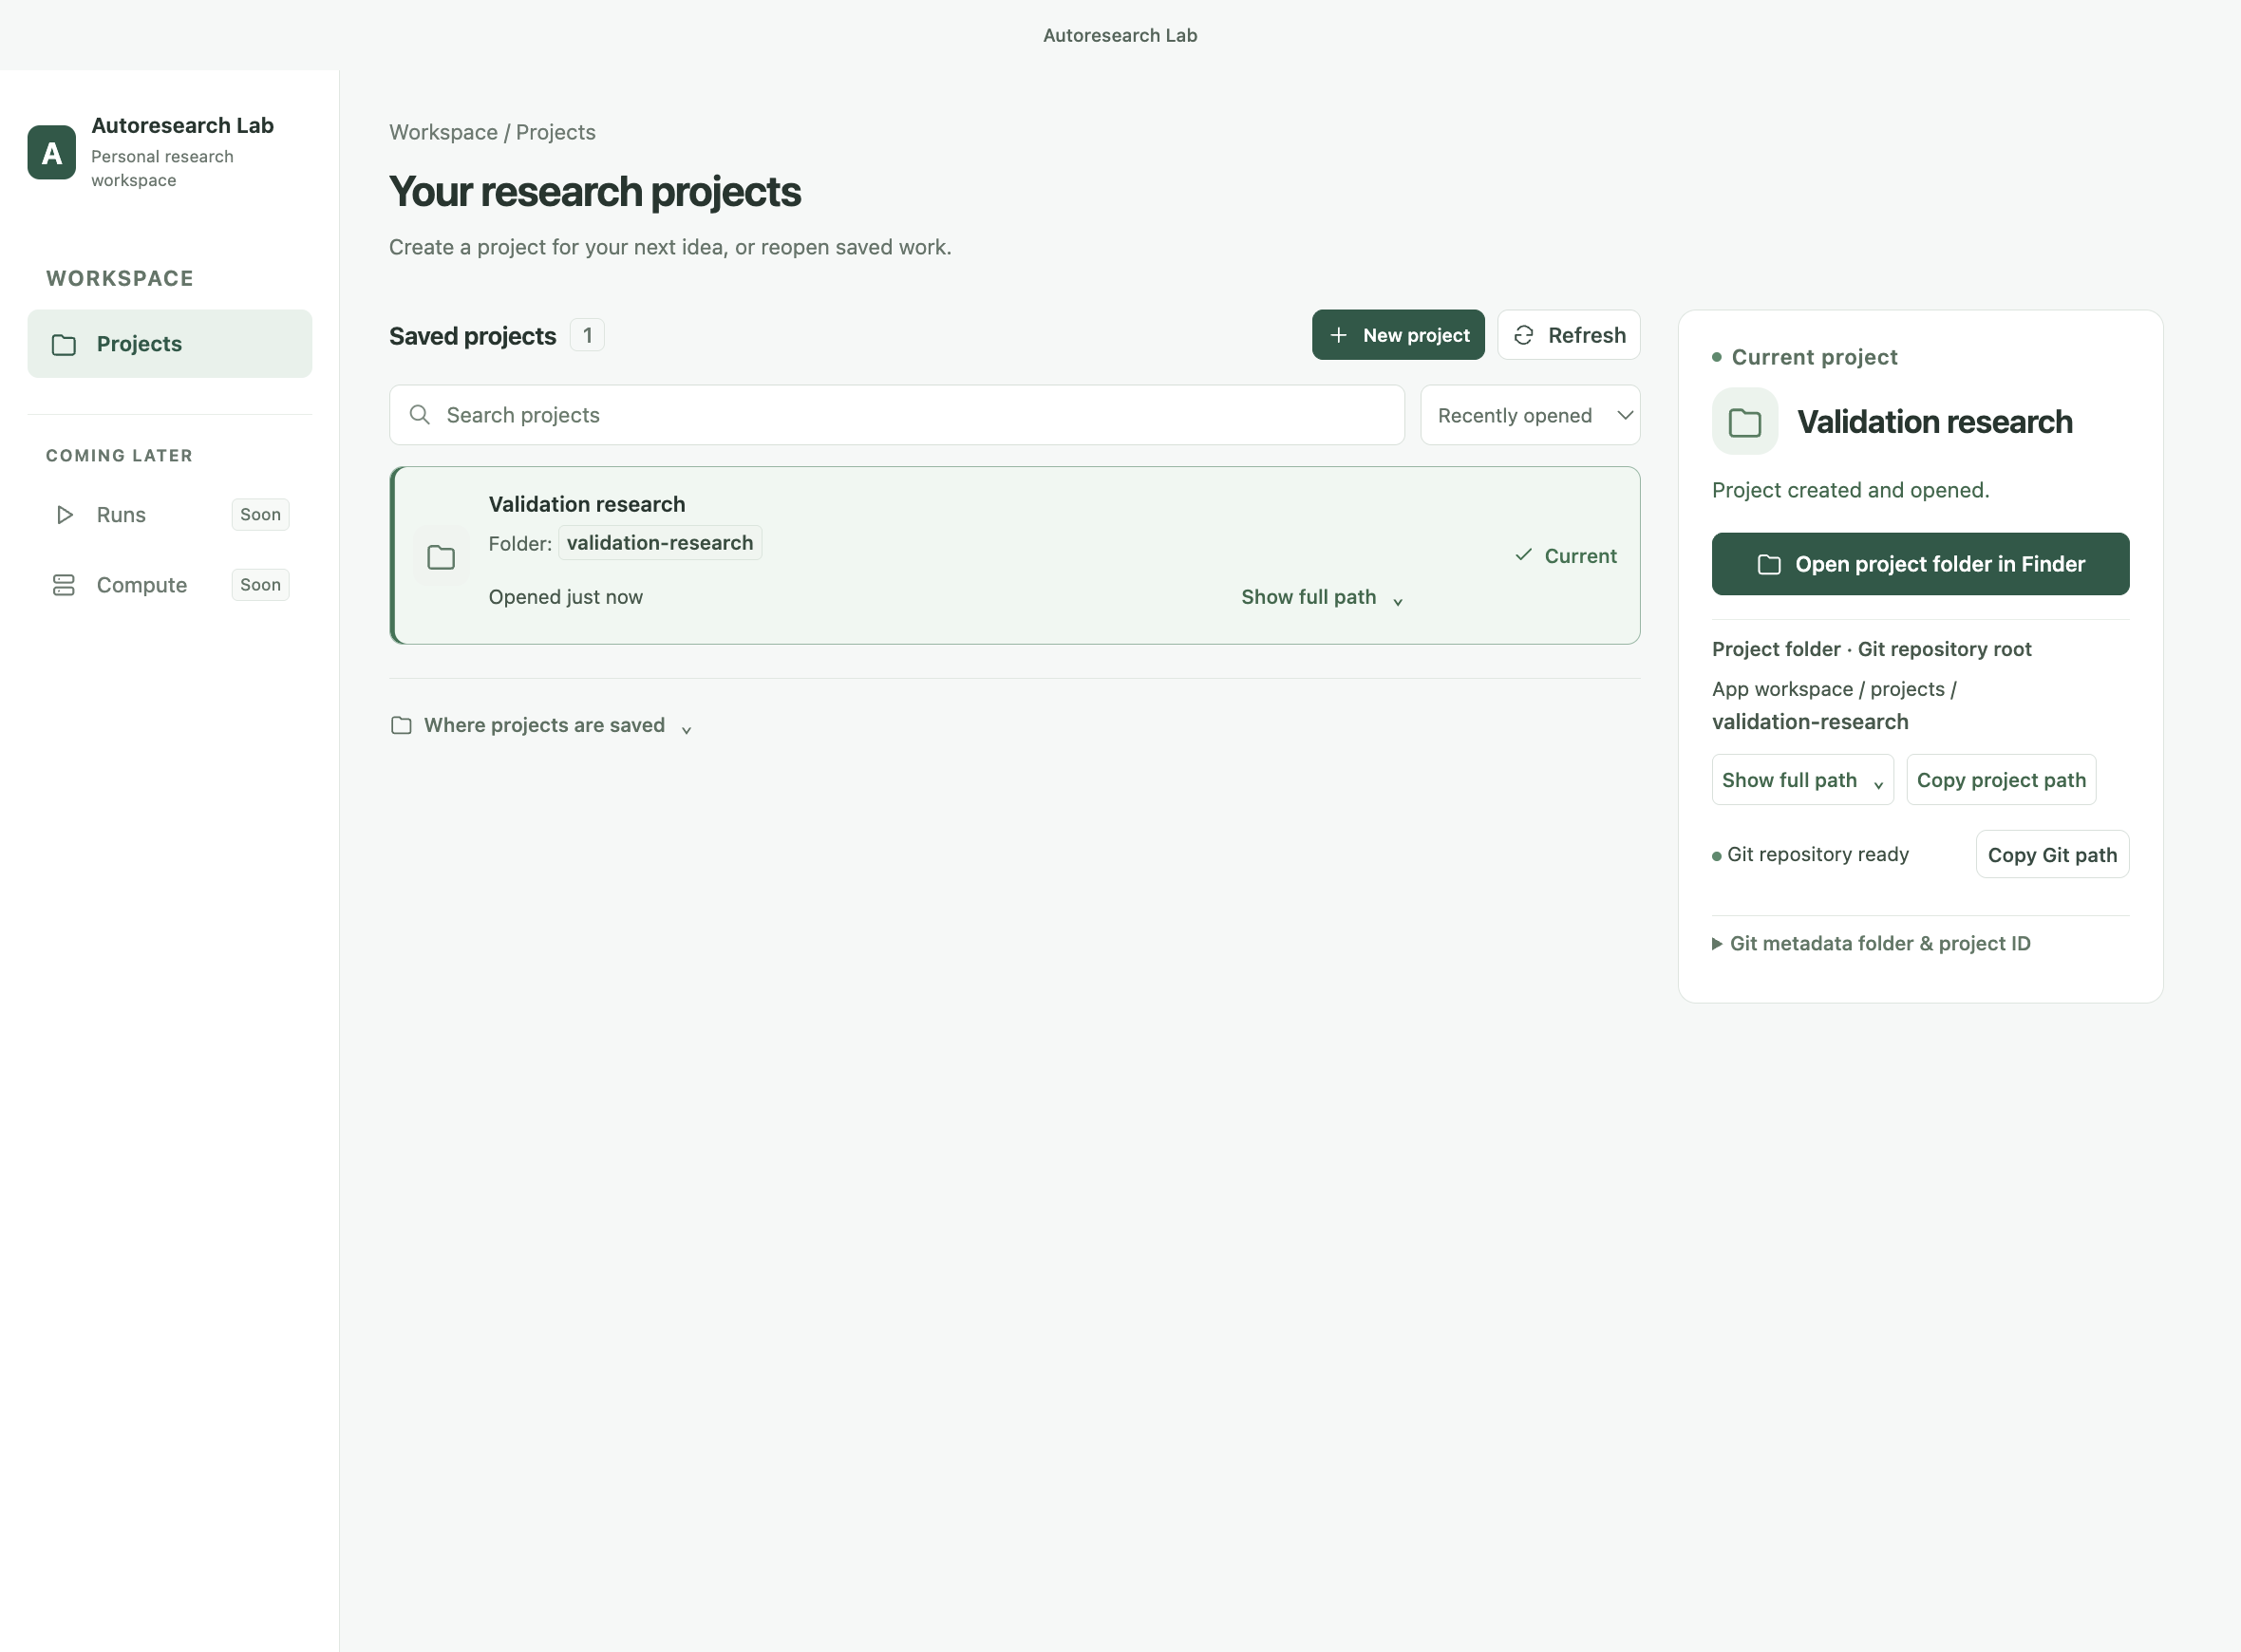 Autoresearch Lab
A
Autoresearch Lab
Personal research
workspace
WORKSPACE
Projects
COMING LATER
Runs Soon
Compute Soon
Workspace / Projects
Your research projects
Create a project for your next idea, or reopen saved work.
Saved projects 1
New project
Refresh
Search projects
Recently opened
Validation research
Folder: validation-research
Current
Opened just now
Show full path
Where projects are saved
Current project
Validation research
Project created and opened.
Open project folder in Finder
Project folder · Git repository root
App workspace / projects /
validation-research
Show full path
Copy project path
Git repository ready
Copy Git path
Git metadata folder & project ID